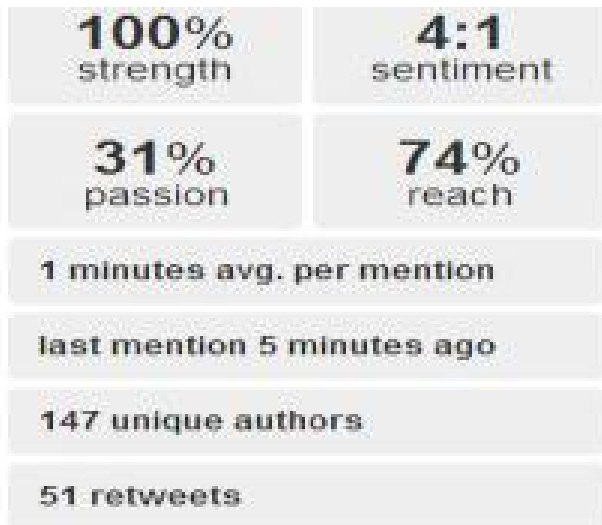 100%
strength
4:1
sentiment
31%
passion
74%
reach
1 minutes avg. per mention
last mention 5 minutes ago
147 unique authors
51 retweets